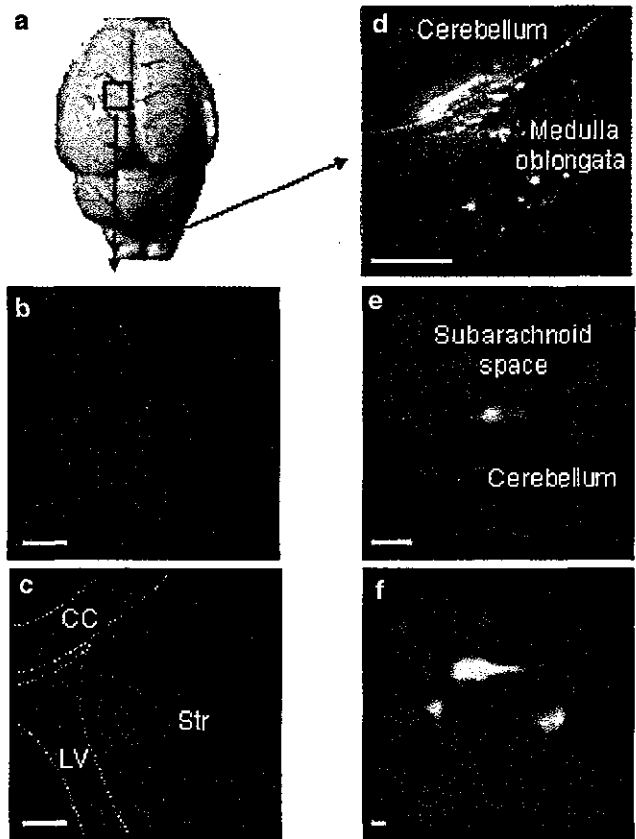 a
d
Cerebellum
Medulla
oblongata
b
e
Subarachnoid
space
Cerebellum
c
CC
Str
LV
f